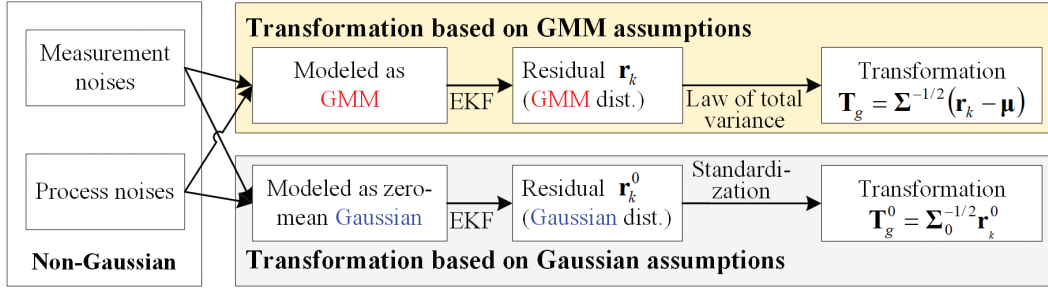 Measurement
noises
Process noises
Non-Gaussian
Transformation based on GMM assumptions
Modeled as
GMM
EKF
Residual r_k
(GMM dist.)
Law of total
variance
Transformation
T_g = Σ^{-1/2}(r_k − μ)
Modeled as zero-
mean Gaussian
EKF
Residual r_k^0
(Gaussian dist.)
Standardi-
zation
Transformation
T_g^0 = Σ_0^{-1/2} r_k^0
Transformation based on Gaussian assumptions